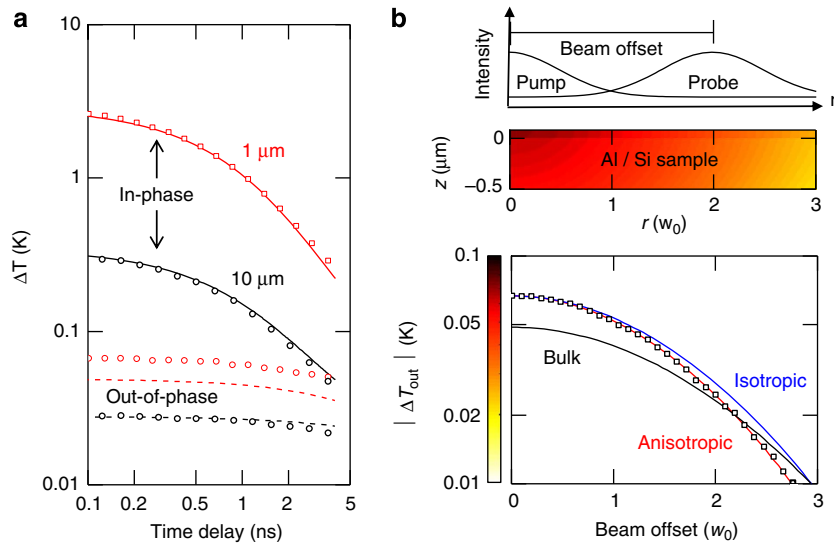 a
10
1
0.1
0.01
ΔT (K)
1 μm
In-phase
10 μm
Out-of-phase
0.1
0.2
0.5
1
2
5
Time delay (ns)
b
Intensity
Beam offset
Pump
Probe
r
z (μm)
0
–0.5
Al / Si sample
0
1
2
3
r (w0)
0.1
0.05
0.02
0.01
| ΔTout | (K)
Bulk
Isotropic
Anisotropic
0
1
2
3
Beam offset (w0)